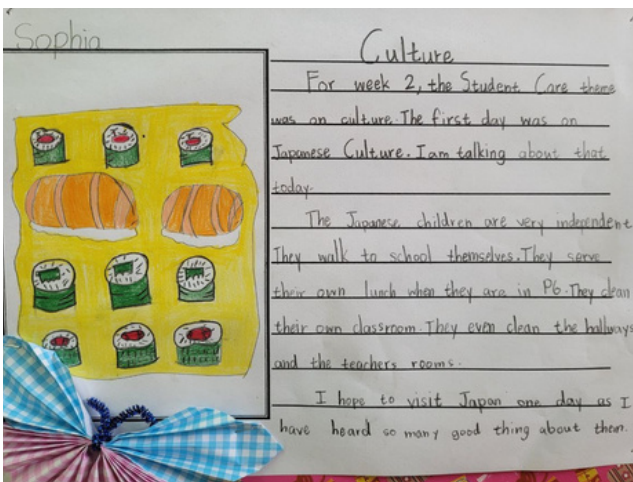 Sophia
Culture
For week 2, the Student Care theme
was on culture. The first day was on
Japanese Culture. I am talking about that
today.
The Japanese children are very independent
They walk to school themselves. They serve
their own lunch when they are in P6. They clean
their own classroom. They even clean the hallways
and the teachers rooms.
I hope to visit Japan one day as I
have heard so many good thing about them.